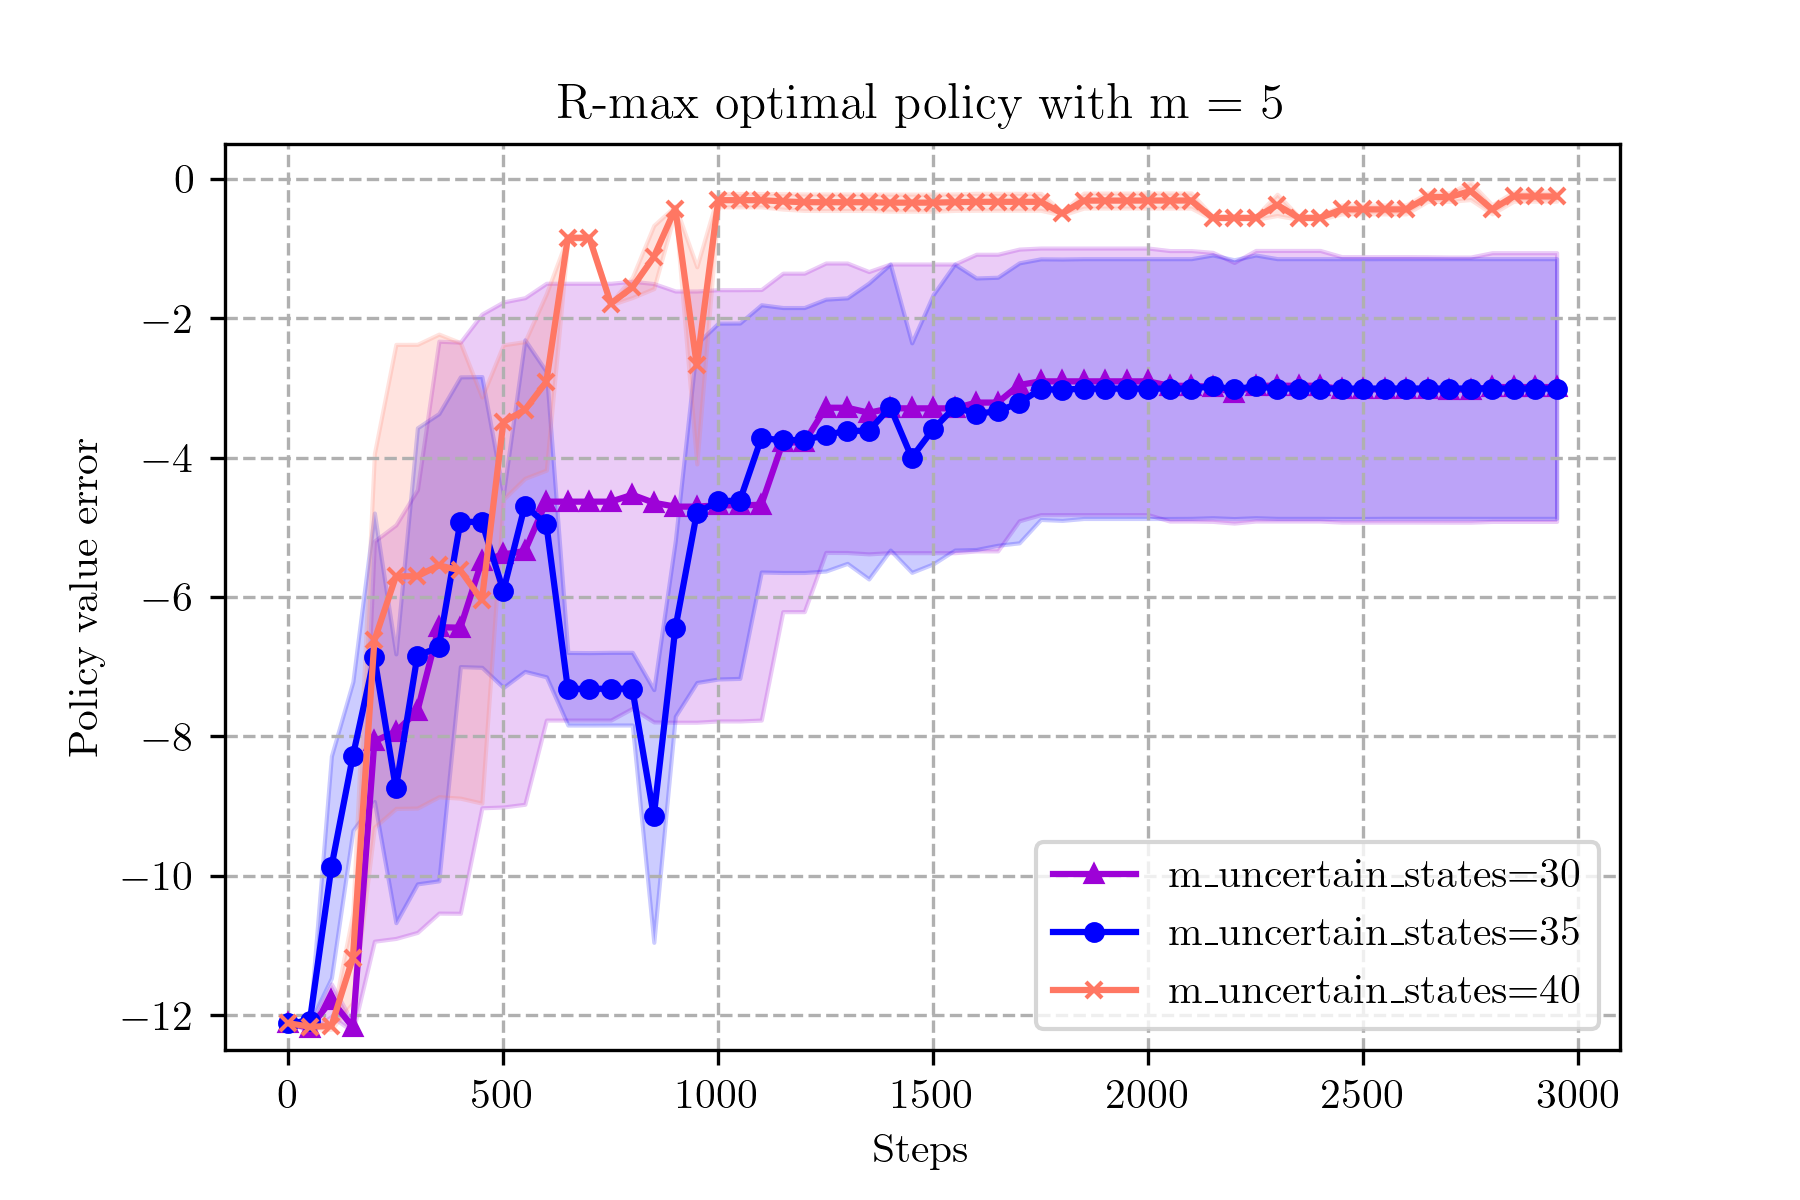 R-max optimal policy with m = 5
Policy value error
0
−2
−4
−6
−8
−10
−12
m_uncertain_states=30
m_uncertain_states=35
m_uncertain_states=40
0 500 1000 1500 2000 2500 3000
Steps